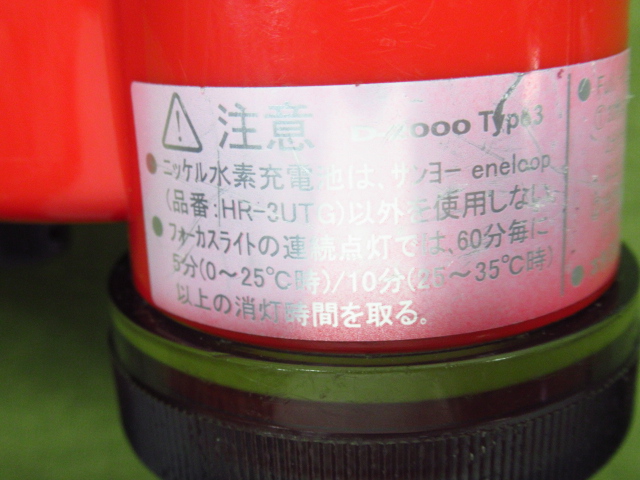 注意 D-M000 Type3
●ニッケル水素充電池は、サンヨー eneloop
(品番:HR-3UTG)以外を使用しない。
●フォーカスライトの連続点灯では、60分毎に
5分(0～25℃時)/10分(25～35℃時)
以上の消灯時間を取る。